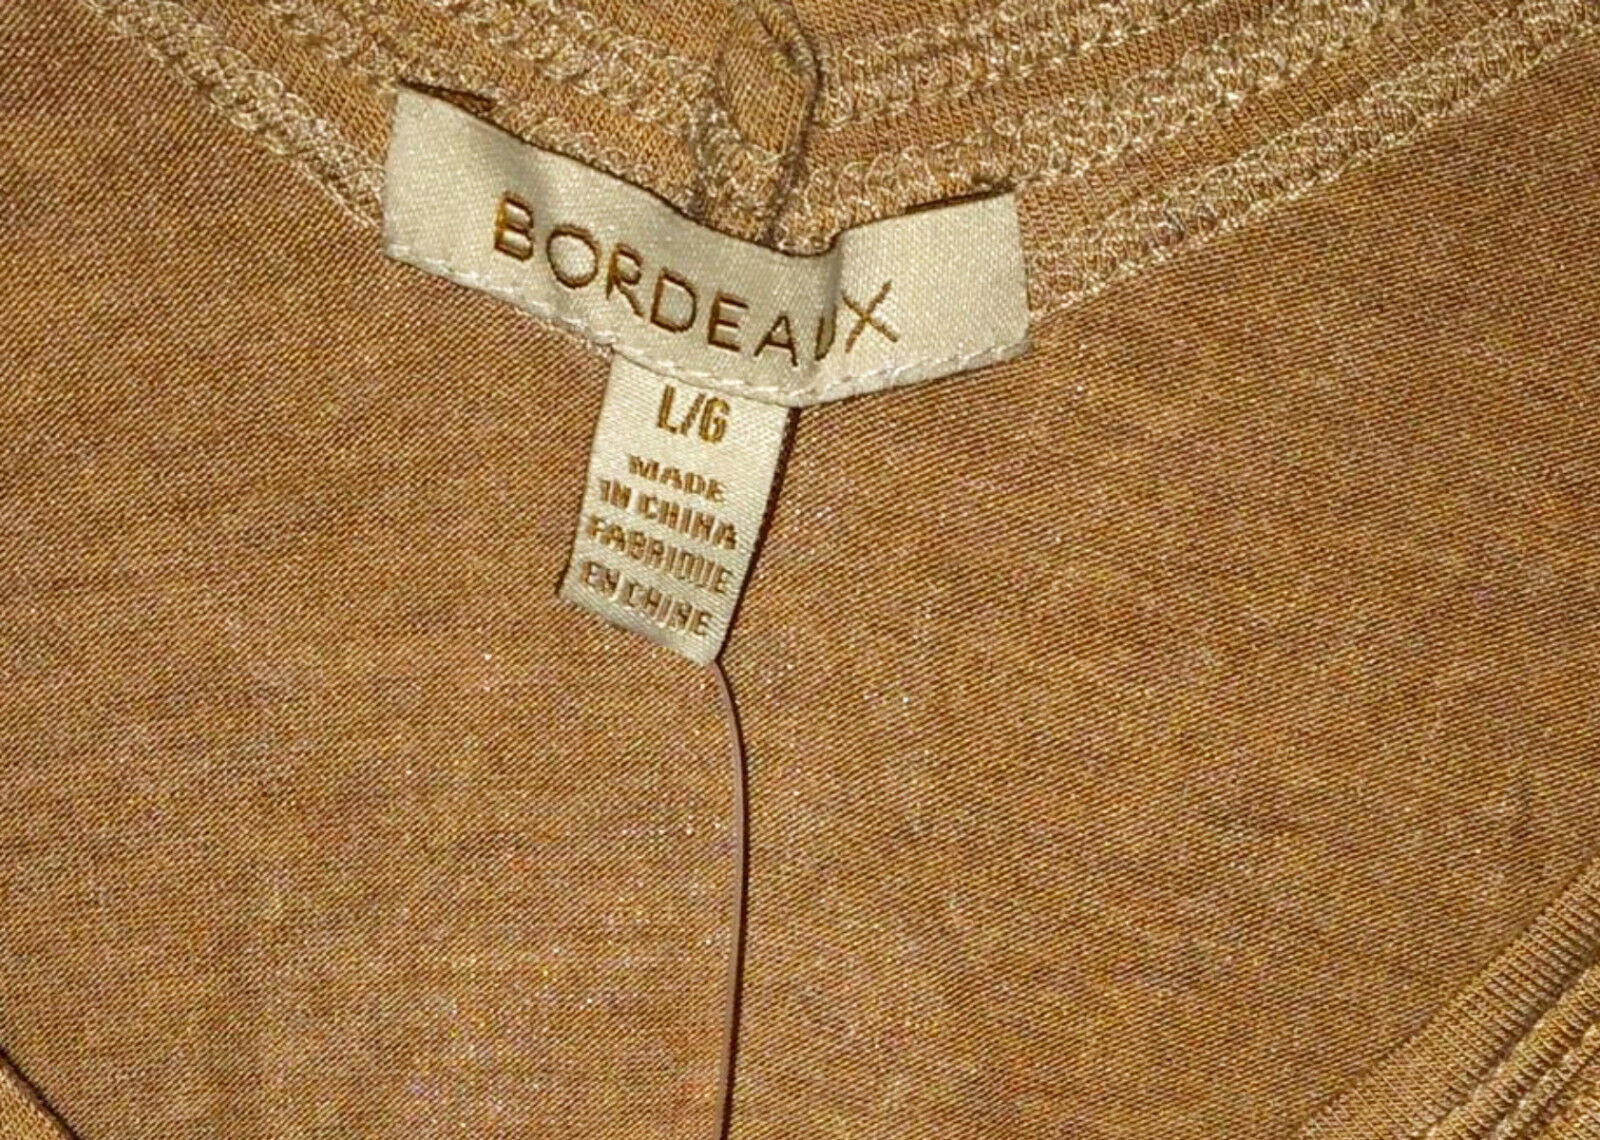 BORDEAUX
L/G
MADE
IN CHINA
FABRIQUE
EN CHINE